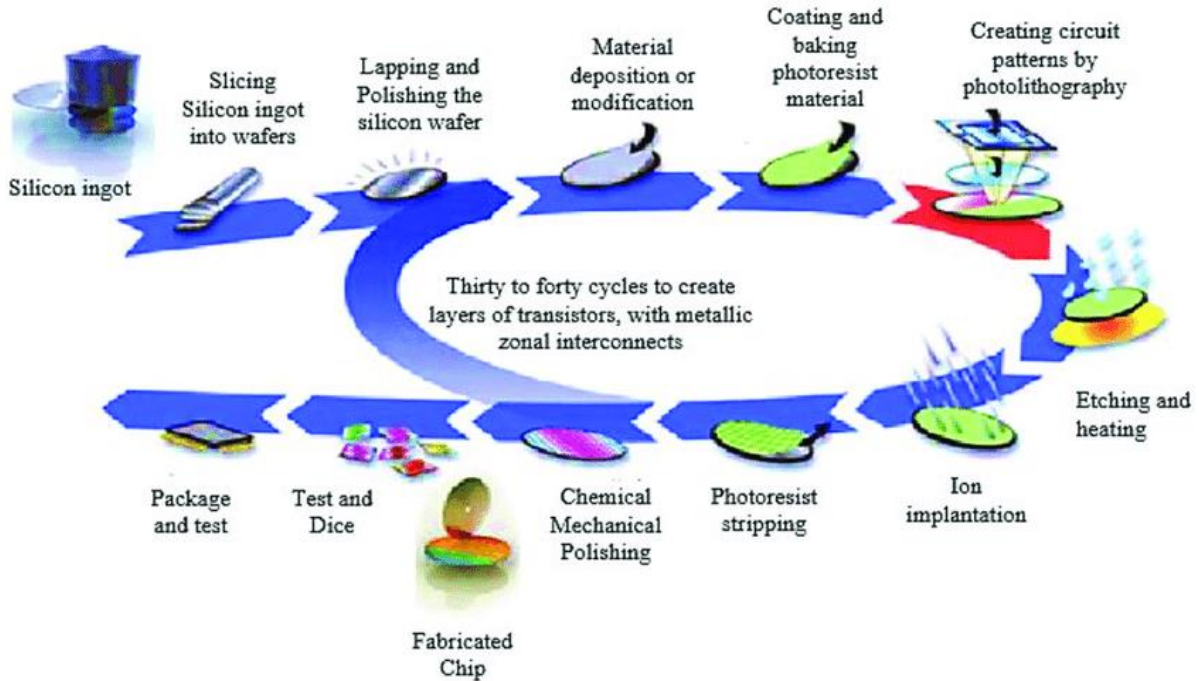 Silicon ingot
Slicing
Silicon ingot
into wafers
Lapping and
Polishing the
silicon wafer
Material
deposition or
modification
Coating and
baking
photoresist
material
Creating circuit
patterns by
photolithography
Thirty to forty cycles to create
layers of transistors, with metallic
zonal interconnects
Etching and
heating
Ion
implantation
Photoresist
stripping
Chemical
Mechanical
Polishing
Fabricated
Chip
Test and
Dice
Package
and test